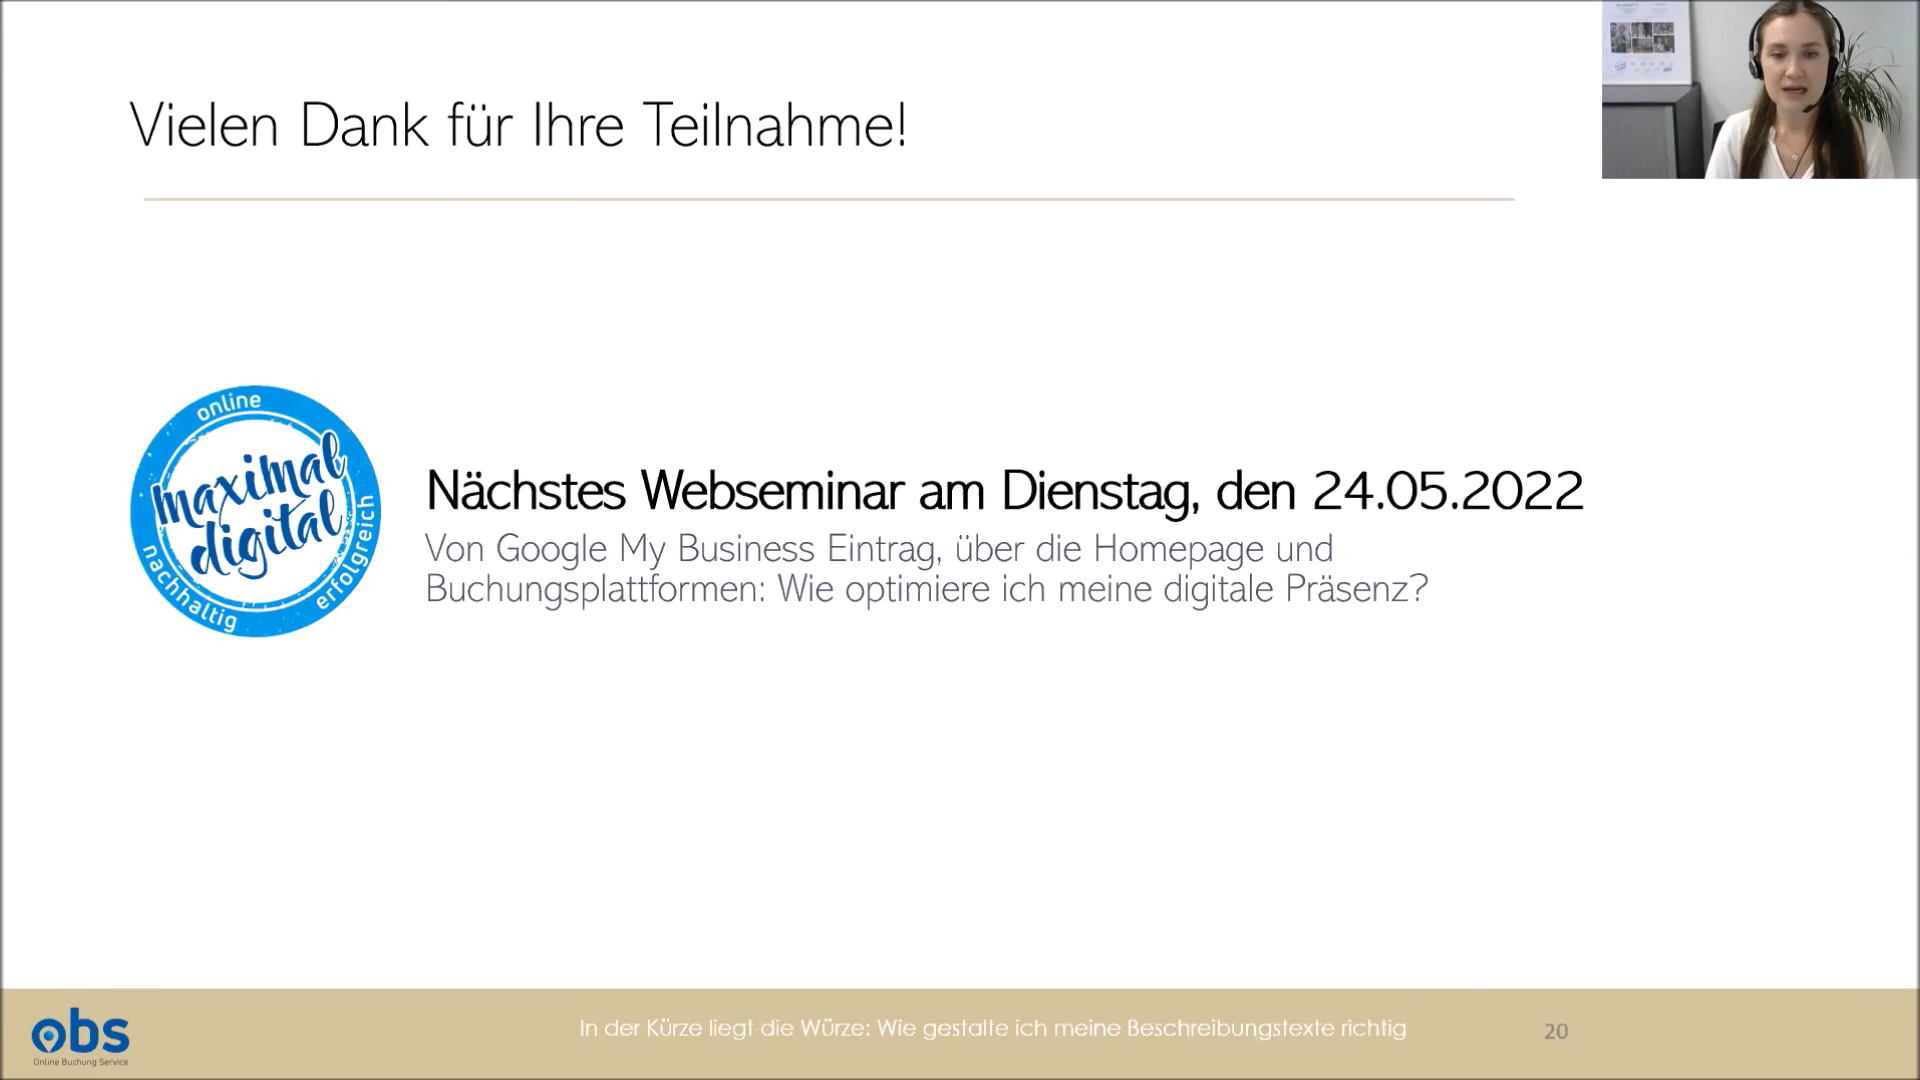 Vielen Dank für Ihre Teilnahme!
online
maximal
digital
nachhaltig
erfolgreich
Nächstes Webseminar am Dienstag, den 24.05.2022
Von Google My Business Eintrag, über die Homepage und
Buchungsplattformen: Wie optimiere ich meine digitale Präsenz?
obs
Online Buchung Service
In der Kürze liegt die Würze: Wie gestalte ich meine Beschreibungstexte richtig
20